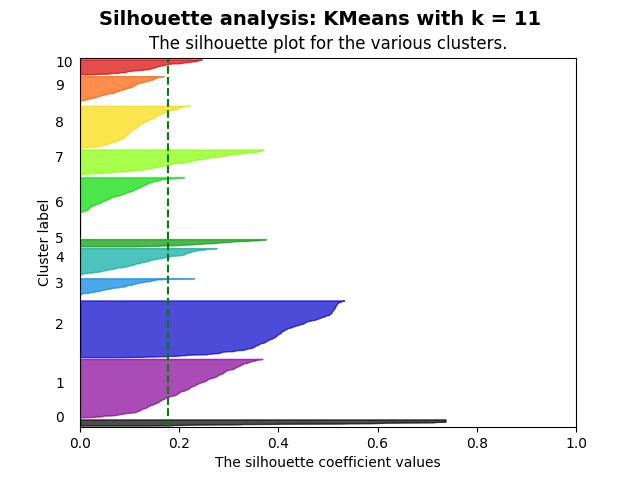 Silhouette analysis: KMeans with k = 11
The silhouette plot for the various clusters.
10
9
8
7
6
5
4
3
2
1
0
Cluster label
0.0 0.2 0.4 0.6 0.8 1.0
The silhouette coefficient values